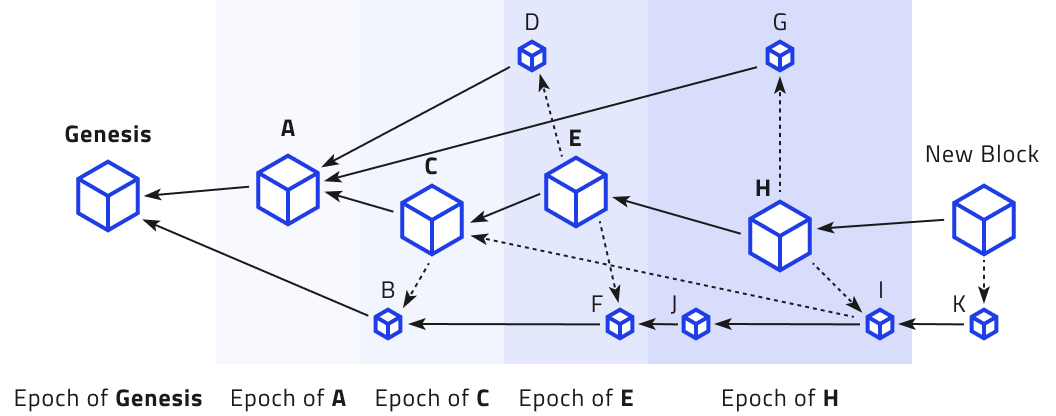 D
G
Genesis
A
C
E
H
New Block
B
F
J
I
K
Epoch of Genesis
Epoch of A
Epoch of C
Epoch of E
Epoch of H